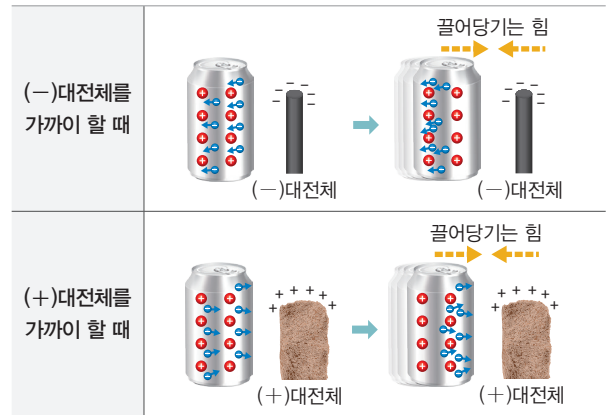 (-)대전체를
가까이 할 때
(-)대전체
끌어당기는 힘
(-)대전체
(+)대전체를
가까이 할 때
(+)대전체
끌어당기는 힘
(+)대전체